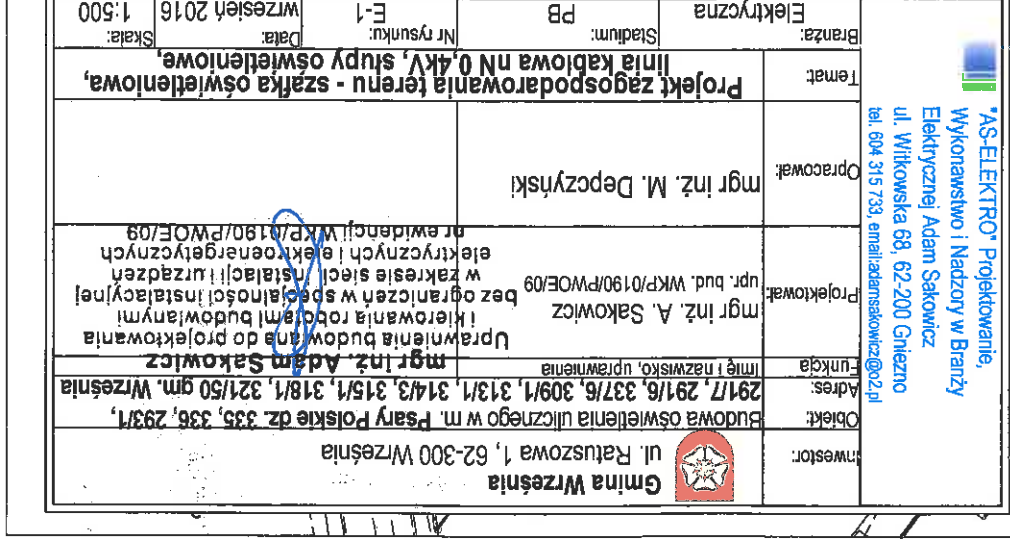 Inwestor:
Gmina Września
ul. Ratuszowa 1, 62-300 Września
Obiekt:
Budowa oświetlenia ulicznego w m. Psary Polskie dz. 335, 336, 293/1,
Adres:
291/7, 291/6, 337/6, 309/1, 313/1, 314/3, 315/1, 318/1, 321/50 gm. Września
Funkcja
Imię i nazwisko, uprawnienia
Projektował:
mgr inż. A. Sakowicz
upr. bud. WKP/0190/PWOE/09
mgr inż. Adam Sakowicz
Uprawnienia budowlane do projektowania
i kierowania robotami budowlanymi
bez ograniczeń w specjalności instalacyjnej
w zakresie sieci, instalacji i urządzeń
elektrycznych i elektroenergetycznych
nr ewidencji WKP/0190/PWOE/09
Opracował:
mgr inż. M. Depczyński
Temat:
Projekt zagospodarowania terenu - szafka oświetleniowa,
linia kablowa nN 0,4kV, słupy oświetleniowe,
Branża:
Elektryczna
Stadium:
PB
Nr rysunku:
E-1
Data:
wrzesień 2016
Skala:
1:500
"AS-ELEKTRO" Projektowanie,
Wykonawstwo i Nadzory w Branży
Elektrycznej Adam Sakowicz
ul. Witkowska 68, 62-200 Gniezno
tel. 604 315 733, email:adamsakowicz@o2.pl